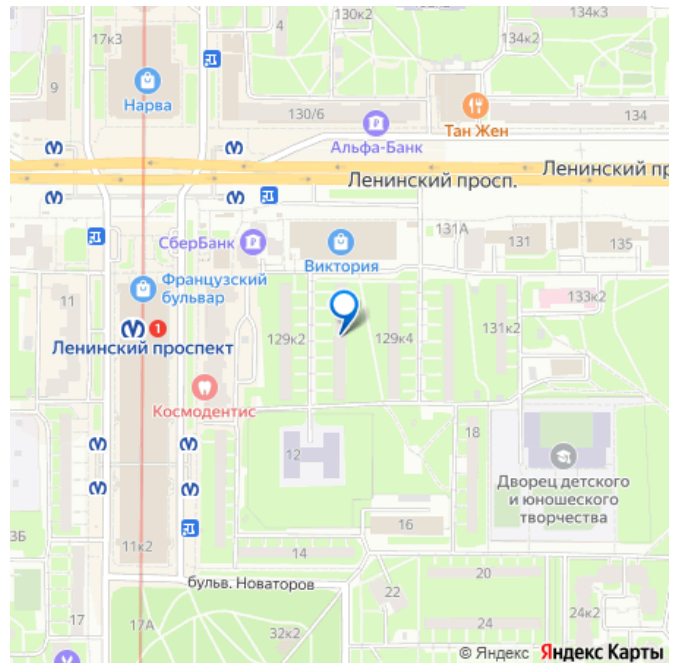 130к2
134к3
4
17к3
134к2
9
Нарва
130/6
134
Тан Жен
Альфа-Банк
Ленинский просп.
Ленинский пр
131А
131
135
СберБанк
Виктория
Французский
бульвар
133к2
11
1
129к2
129к4
131к2
Ленинский проспект
Космодентис
18
12
Дворец детского
и юношеского
творчества
16
3Б
11к2
14
20
бульв. Новаторов
22
24к2
17
17А
32к2
24
© Яндекс Яндекс Карты